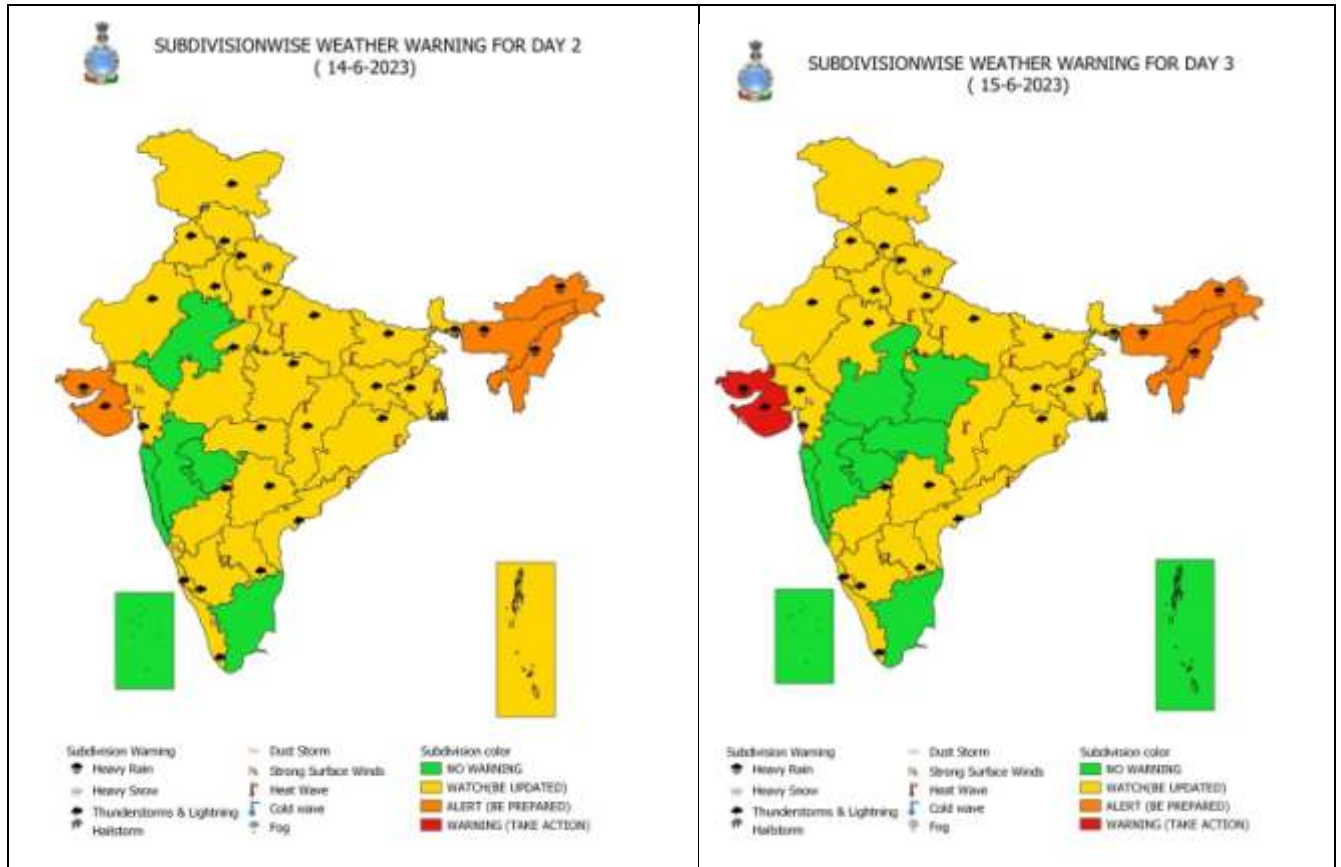 SUBDIVISIONWISE WEATHER WARNING FOR DAY 2
( 14-6-2023)
Subdivision Warning
Heavy Rain
Heavy Snow
Thunderstorms & Lightning
Hailstorm
Dust Storm
Strong Surface Winds
Heat Wave
Cold wave
Fog
Subdivision color
NO WARNING
WATCH(BE UPDATED)
ALERT (BE PREPARED)
WARNING (TAKE ACTION)
SUBDIVISIONWISE WEATHER WARNING FOR DAY 3
( 15-6-2023)
Subdivision Warning
Heavy Rain
Heavy Snow
Thunderstorms & Lightning
Hailstorm
Dust Storm
Strong Surface Winds
Heat Wave
Cold wave
Fog
Subdivision color
NO WARNING
WATCH(BE UPDATED)
ALERT (BE PREPARED)
WARNING (TAKE ACTION)